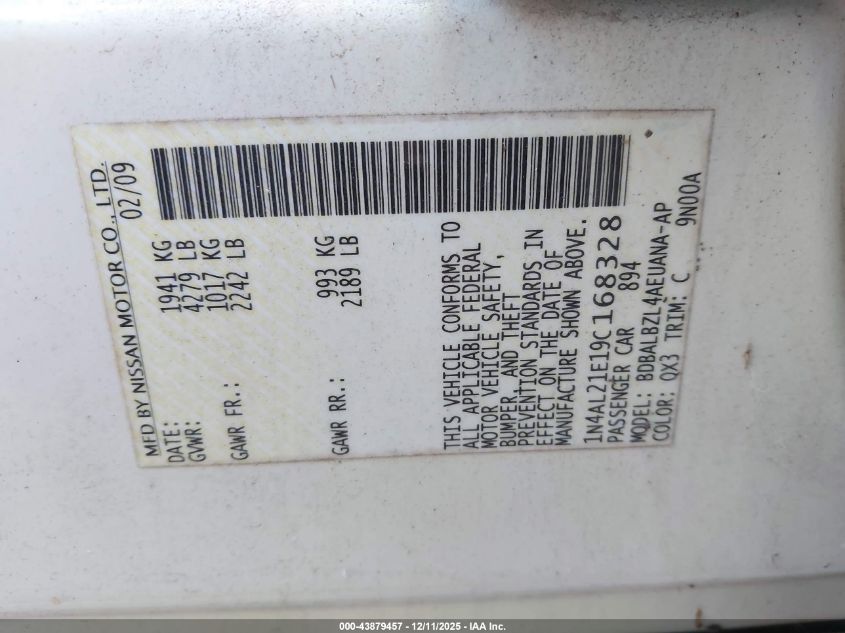 MFD BY NISSAN MOTOR CO., LTD.
DATE: 02/09
GVWR: 1941 KG
4279 LB
GAWR FR.: 1017 KG
2242 LB
GAWR RR.: 993 KG
2189 LB
THIS VEHICLE CONFORMS TO
ALL APPLICABLE FEDERAL
MOTOR VEHICLE SAFETY,
BUMPER, AND THEFT
PREVENTION STANDARDS IN
EFFECT ON THE DATE OF
MANUFACTURE SHOWN ABOVE.
1N4AL21E19C168328
PASSENGER CAR 894
MODEL: BDBALBZL4AEUANA-AP
COLOR: QX3 TRIM: C 9N00A
000-43879457 - 12/11/2025 - IAA Inc.